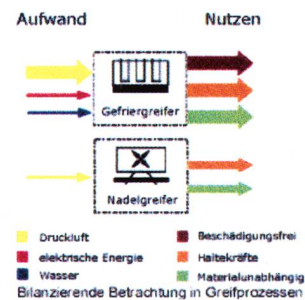 Aufwand Nutzen
Gefriergreifer
Nadelgreifer
Druckluft Beschädigungsfrei
elektrische Energie Haltekräfte
Wasser Materialunabhängig
Bilanzierende Betrachtung in Greifprozessen